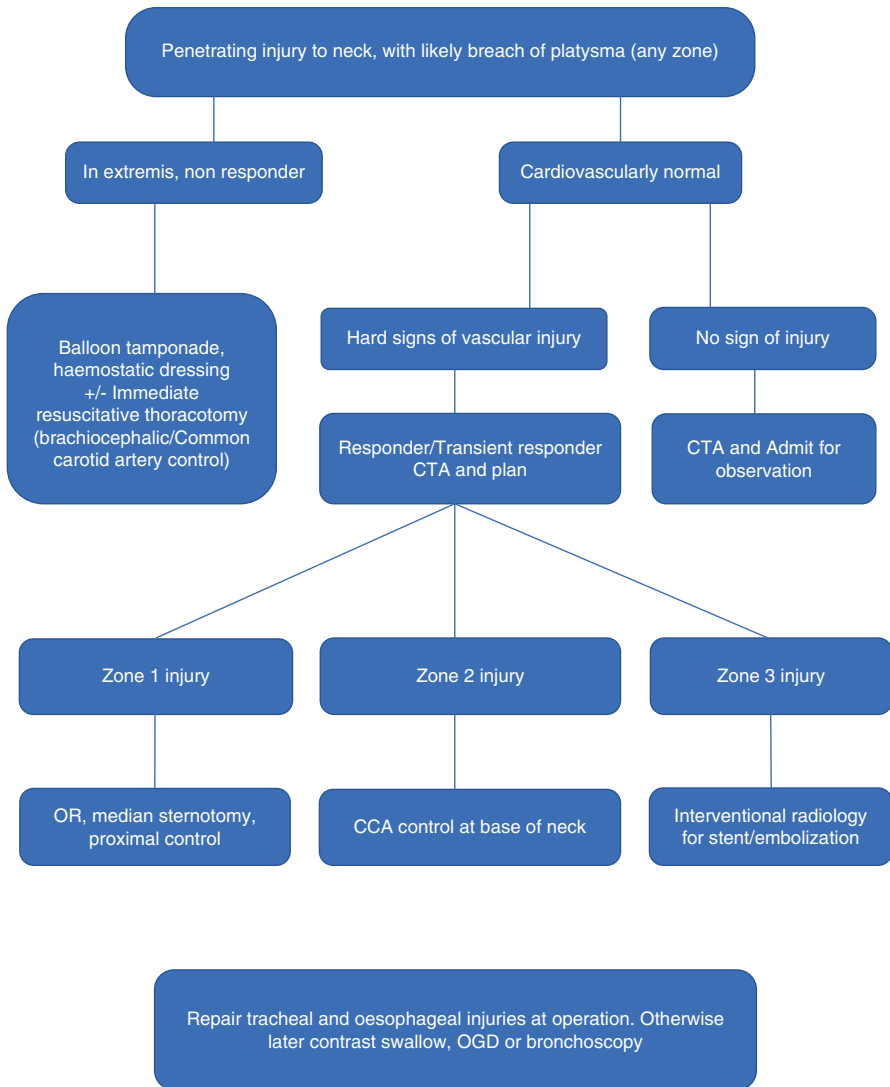 Penetrating injury to neck, with likely breach of platysma (any zone)
In extremis, non responder
Cardiovascularly normal
Balloon tamponade,
haemostatic dressing
+/- Immediate
resuscitative thoracotomy
(brachiocephalic/Common
carotid artery control)
Hard signs of vascular injury
No sign of injury
Responder/Transient responder
CTA and plan
CTA and Admit for
observation
Zone 1 injury
Zone 2 injury
Zone 3 injury
OR, median sternotomy,
proximal control
CCA control at base of neck
Interventional radiology
for stent/embolization
Repair tracheal and oesophageal injuries at operation. Otherwise
later contrast swallow, OGD or bronchoscopy